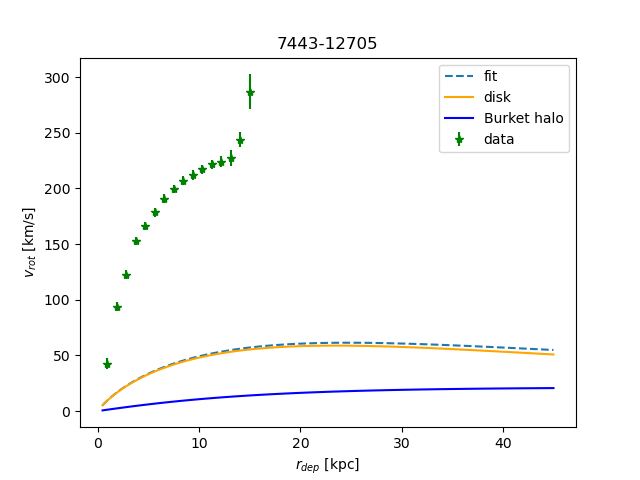 7443-12705
300
250
200
150
100
50
0
v_rot [km/s]
fit
disk
Burket halo
data
0 10 20 30 40
r_dep [kpc]